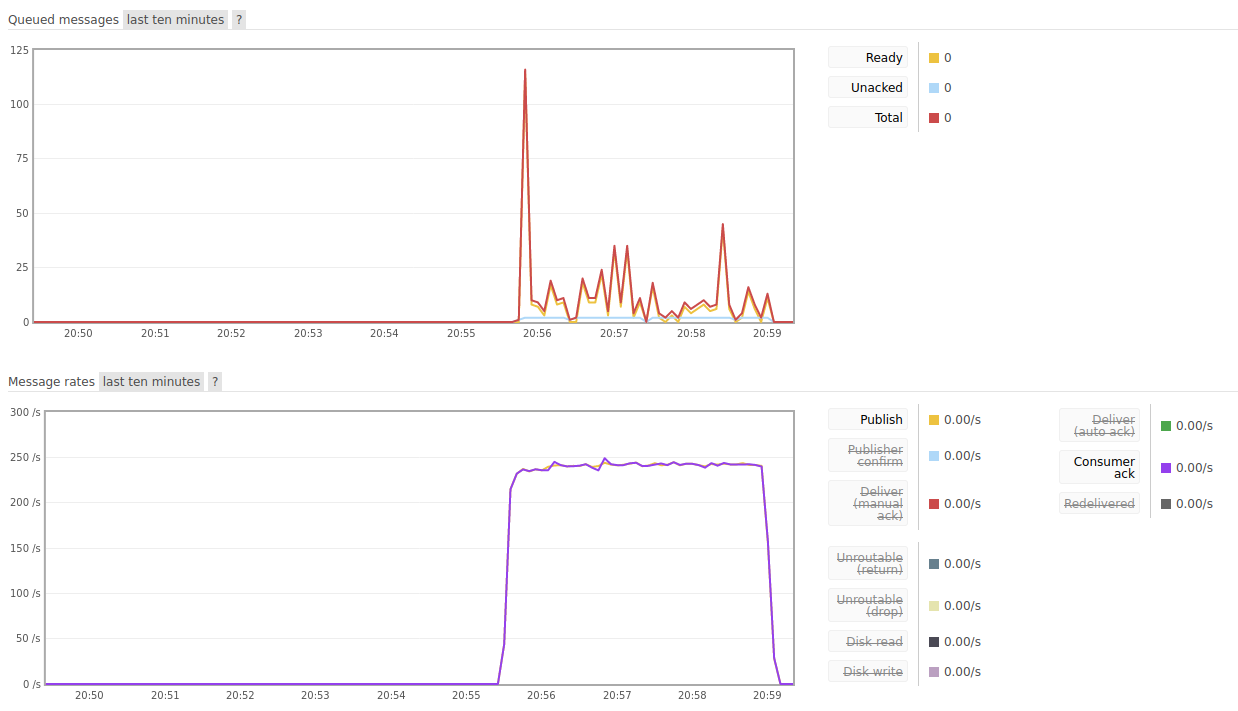 Queued messages last ten minutes ?
125
100
75
50
25
0
20:50 20:51 20:52 20:53 20:54 20:55 20:56 20:57 20:58 20:59
Ready 0
Unacked 0
Total 0
Message rates last ten minutes ?
300 /s
250 /s
200 /s
150 /s
100 /s
50 /s
0 /s
20:50 20:51 20:52 20:53 20:54 20:55 20:56 20:57 20:58 20:59
Publish 0.00/s
Publisher
confirm 0.00/s
Deliver
(manual
ack) 0.00/s
Unroutable
(return) 0.00/s
Unroutable
(drop) 0.00/s
Disk read 0.00/s
Disk write 0.00/s
Deliver
(auto ack) 0.00/s
Consumer
ack 0.00/s
Redelivered 0.00/s